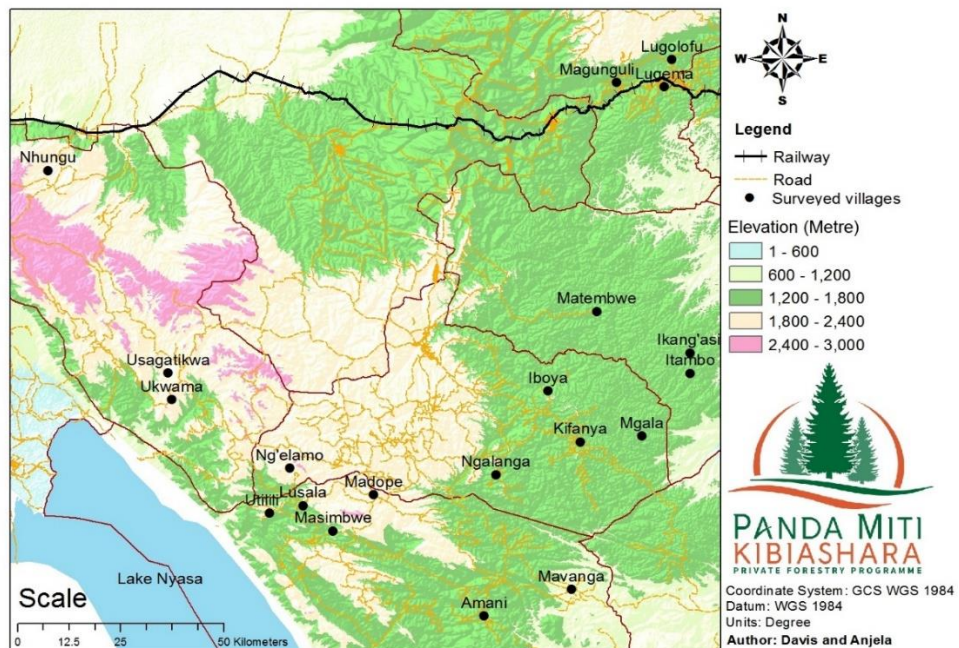 Lugolofu
Magunguli
Lugema
Nhungu
Matembwe
Ikang'asi
Itambo
Usagatikwa
Ukwama
Iboya
Kifanya
Mgala
Ng'elamo
Ngalanga
Madope
Utilili
Lusala
Masimbwe
Mavanga
Amani
Lake Nyasa
Scale
0 12.5 25 50 Kilometers
N
W E
S
Legend
Railway
Road
Surveyed villages
Elevation (Metre)
1 - 600
600 - 1,200
1,200 - 1,800
1,800 - 2,400
2,400 - 3,000
PANDA MITI
KIBIASHARA
PRIVATE FORESTRY PROGRAMME
Coordinate System: GCS WGS 1984
Datum: WGS 1984
Units: Degree
Author: Davis and Anjela